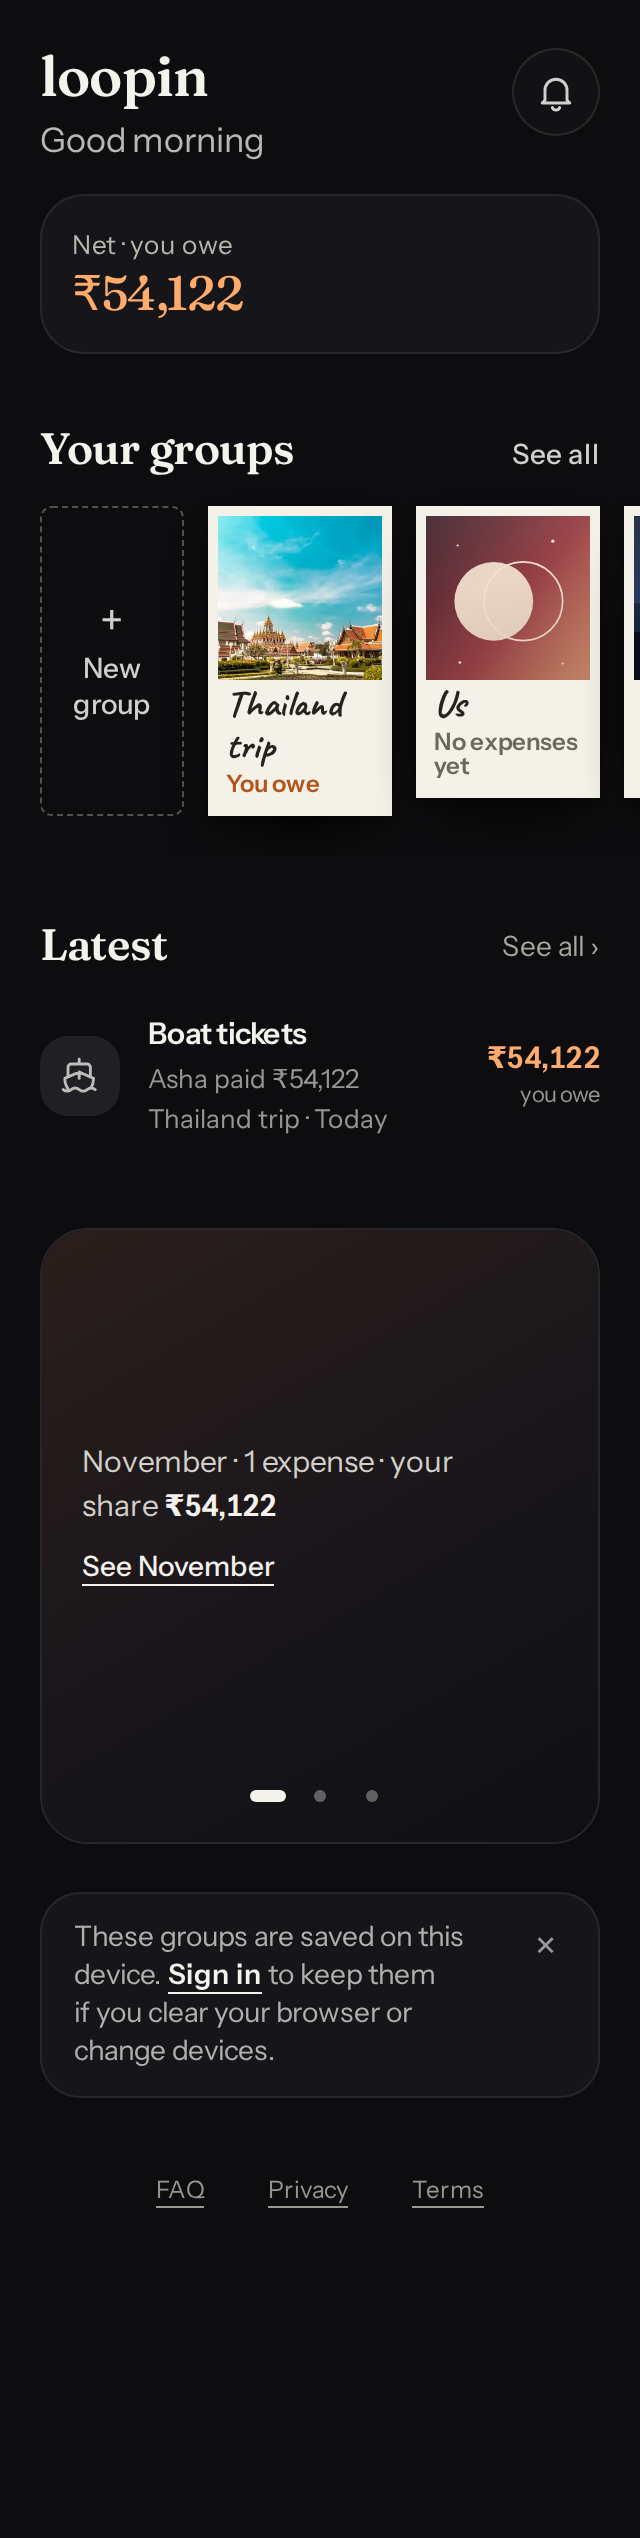 loopin
Good morning
Net · you owe
₹54,122
Your groups
See all
+
New
group
Thailand
trip
You owe
Us
No expenses
yet
Latest
See all ›
Boat tickets
Asha paid ₹54,122
Thailand trip · Today
₹54,122
you owe
November · 1 expense · your
share ₹54,122
See November
These groups are saved on this
device. Sign in to keep them
if you clear your browser or
change devices.
×
FAQ
Privacy
Terms